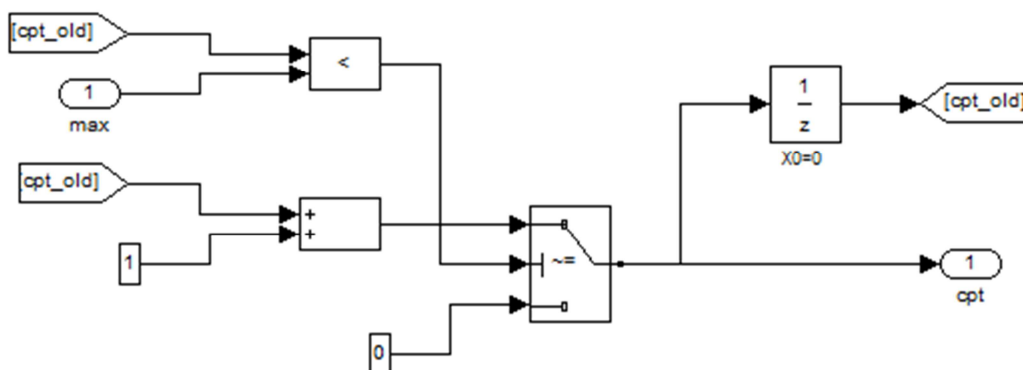 [cpt_old]
<
1
max
[cpt_old]
+
+
1
~=
0
1
z
X0=0
[cpt_old]
1
cpt